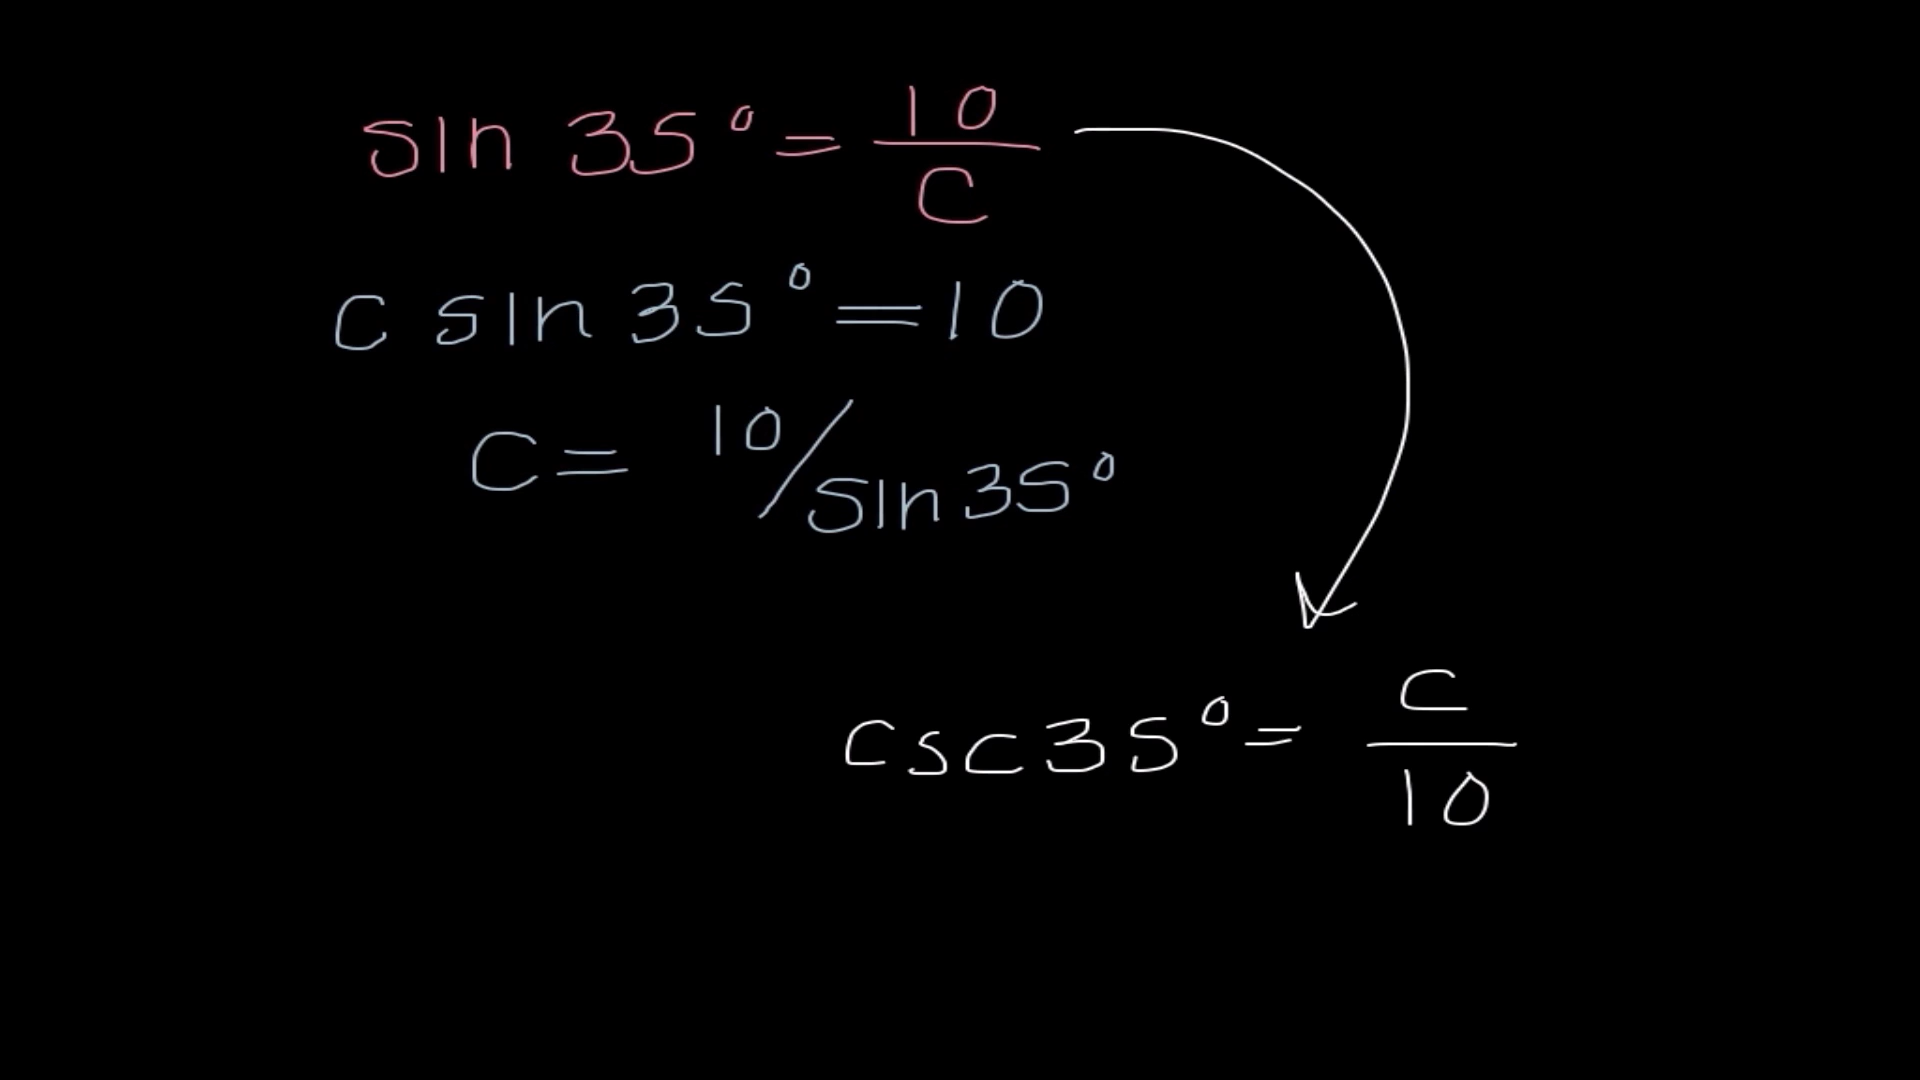 sin 35° = 10/C
C sin 35° = 10
C = 10/sin 35°
csc 35° = C/10